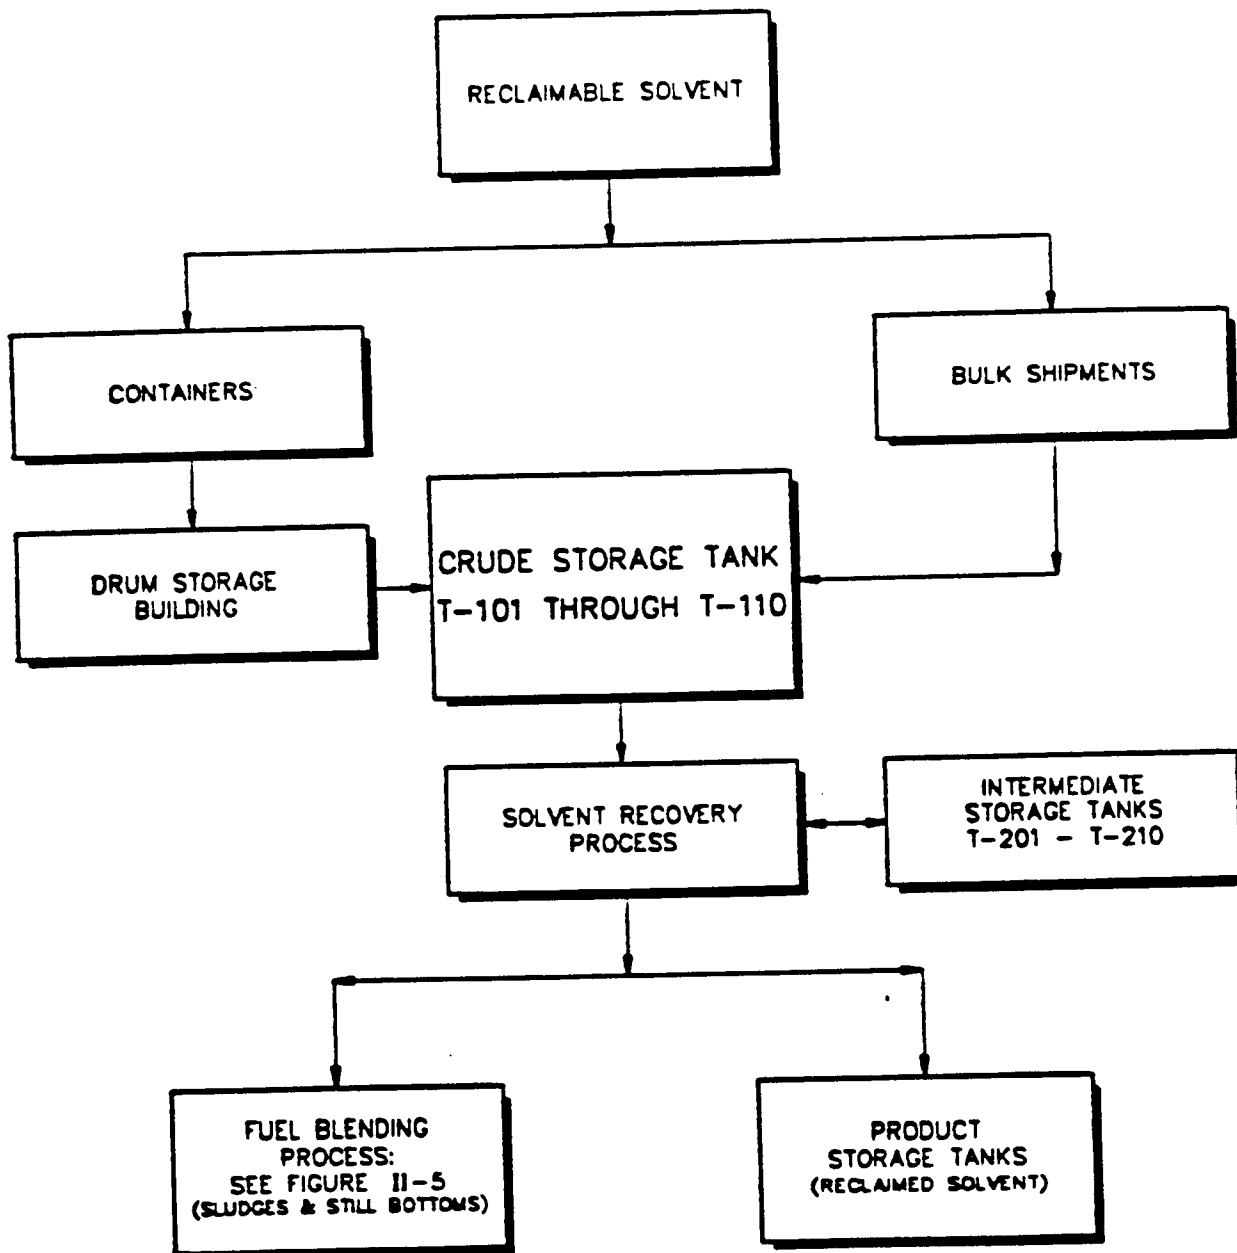 RECLAIMABLE SOLVENT
CONTAINERS
BULK SHIPMENTS
DRUM STORAGE
BUILDING
CRUDE STORAGE TANK
T-101 THROUGH T-110
SOLVENT RECOVERY
PROCESS
INTERMEDIATE
STORAGE TANKS
T-201 - T-210
FUEL BLENDING
PROCESS:
SEE FIGURE II-5
(SLUDGES & STILL BOTTOMS)
PRODUCT
STORAGE TANKS
(RECLAIMED SOLVENT)